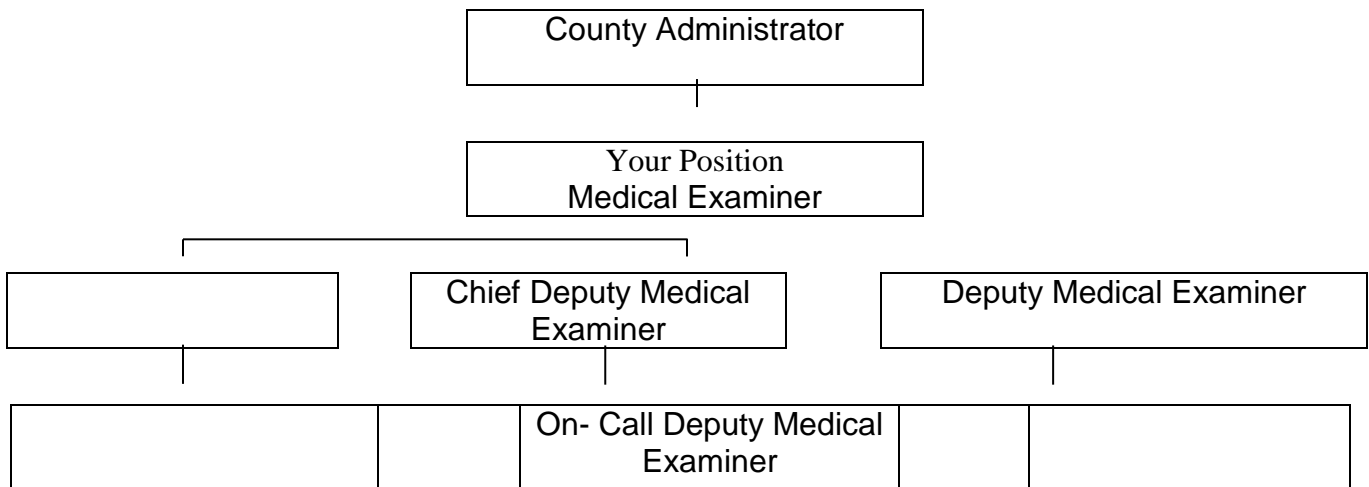 County Administrator
Your Position
Medical Examiner
Chief Deputy Medical
Examiner
Deputy Medical Examiner
On- Call Deputy Medical
Examiner